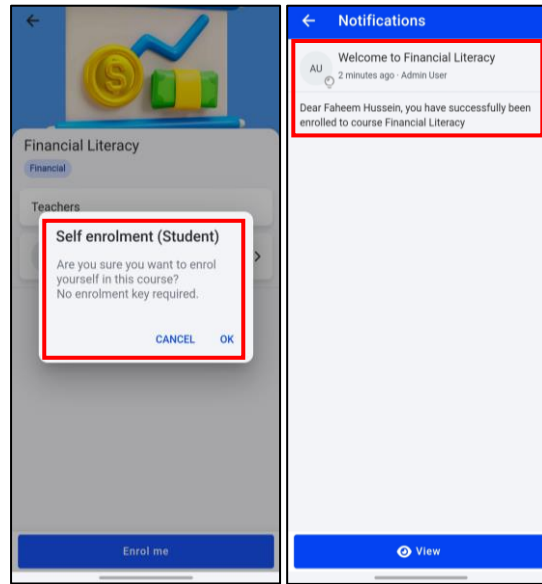 Financial Literacy
Financial
Teachers
Self enrolment (Student)
Are you sure you want to enrol
yourself in this course?
No enrolment key required.
CANCEL OK
Enrol me
Notifications
AU
Welcome to Financial Literacy
2 minutes ago · Admin User
Dear Faheem Hussein, you have successfully been
enrolled to course Financial Literacy
View